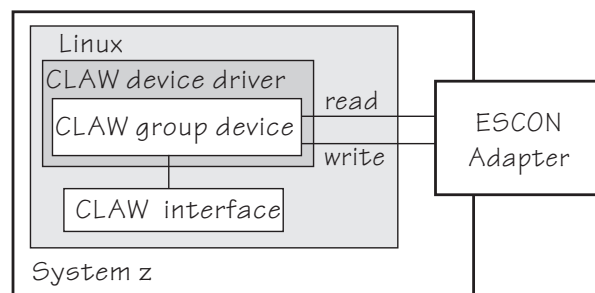 Linux
CLAW device driver
CLAW group device
read
write
ESCON
Adapter
CLAW interface
System z